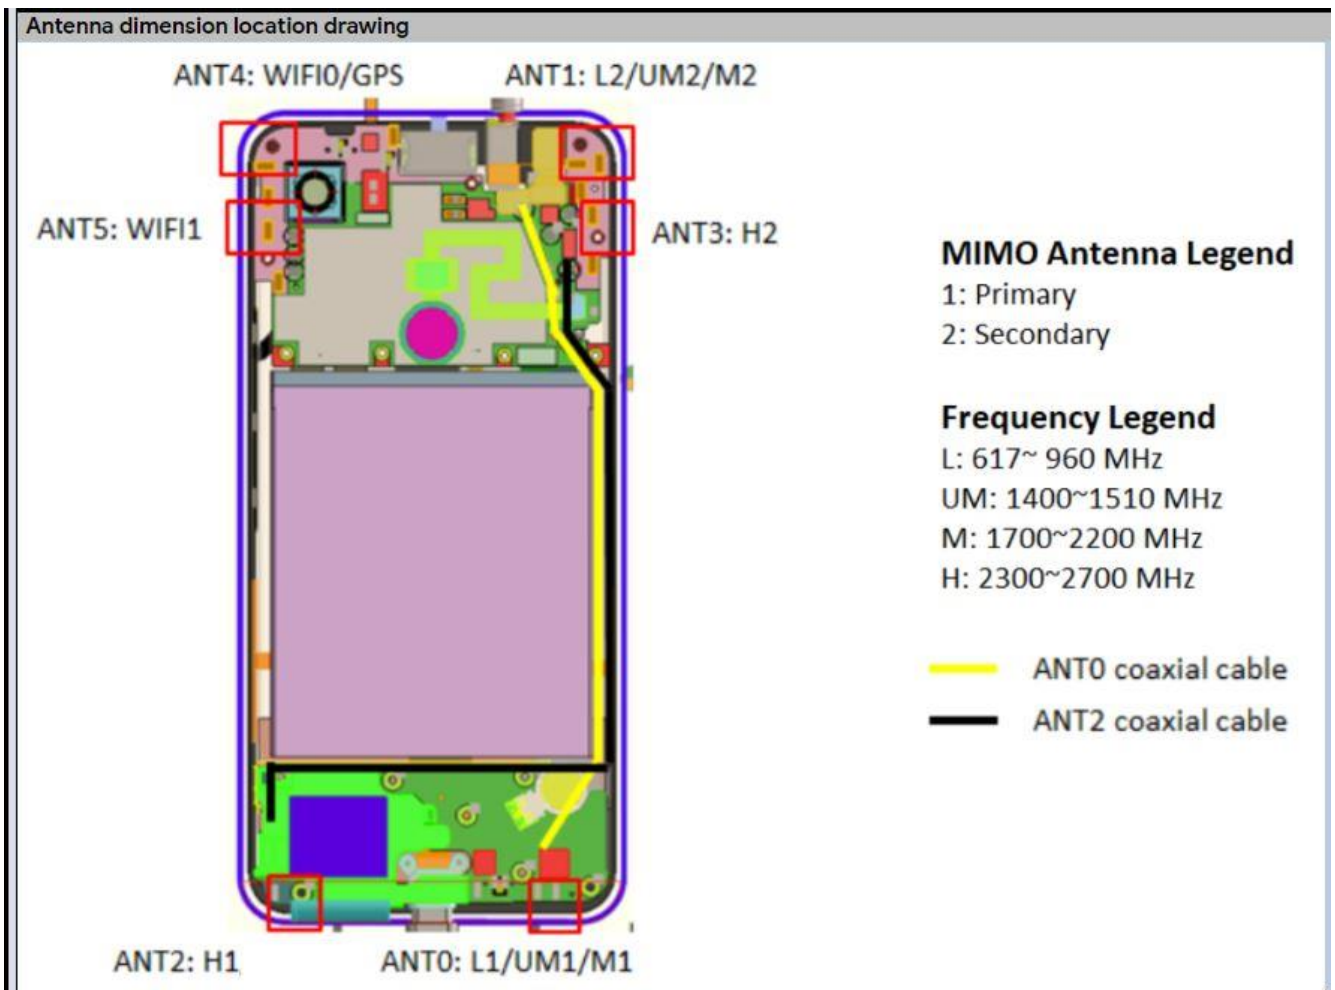 Antenna dimension location drawing
ANT4: WIFI0/GPS
ANT1: L2/UM2/M2
ANT5: WIFI1
ANT3: H2
MIMO Antenna Legend
1: Primary
2: Secondary
Frequency Legend
L: 617~ 960 MHz
UM: 1400~1510 MHz
M: 1700~2200 MHz
H: 2300~2700 MHz
ANT0 coaxial cable
ANT2 coaxial cable
ANT2: H1
ANT0: L1/UM1/M1